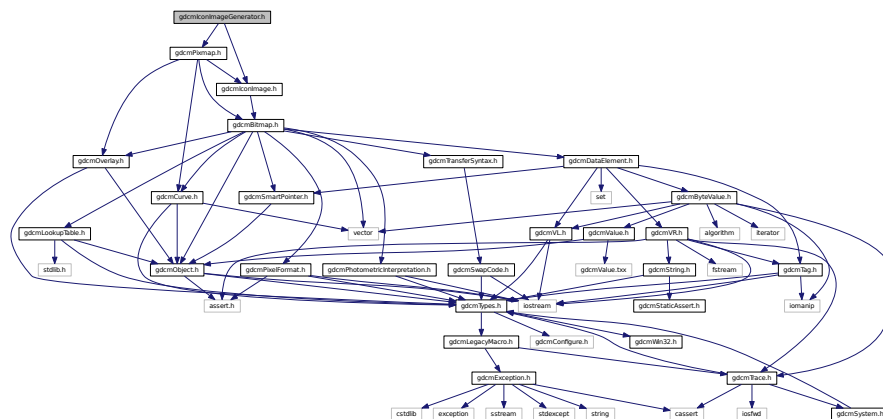 gdcmIconImageGenerator.h
gdcmPixmap.h
gdcmIconImage.h
gdcmBitmap.h
gdcmOverlay.h
gdcmTransferSyntax.h
gdcmDataElement.h
gdcmCurve.h
gdcmSmartPointer.h
set
gdcmByteValue.h
gdcmLookupTable.h
vector
gdcmVL.h
gdcmValue.h
gdcmVR.h
algorithm
iterator
stdlib.h
gdcmObject.h
gdcmPixelFormat.h
gdcmPhotometricInterpretation.h
gdcmSwapCode.h
gdcmValue.txx
gdcmString.h
fstream
gdcmTag.h
assert.h
gdcmTypes.h
iostream
gdcmStaticAssert.h
iomanip
gdcmLegacyMacro.h
gdcmConfigure.h
gdcmWin32.h
gdcmException.h
gdcmTrace.h
cstdlib
exception
sstream
stdexcept
string
cassert
iosfwd
gdcmSystem.h